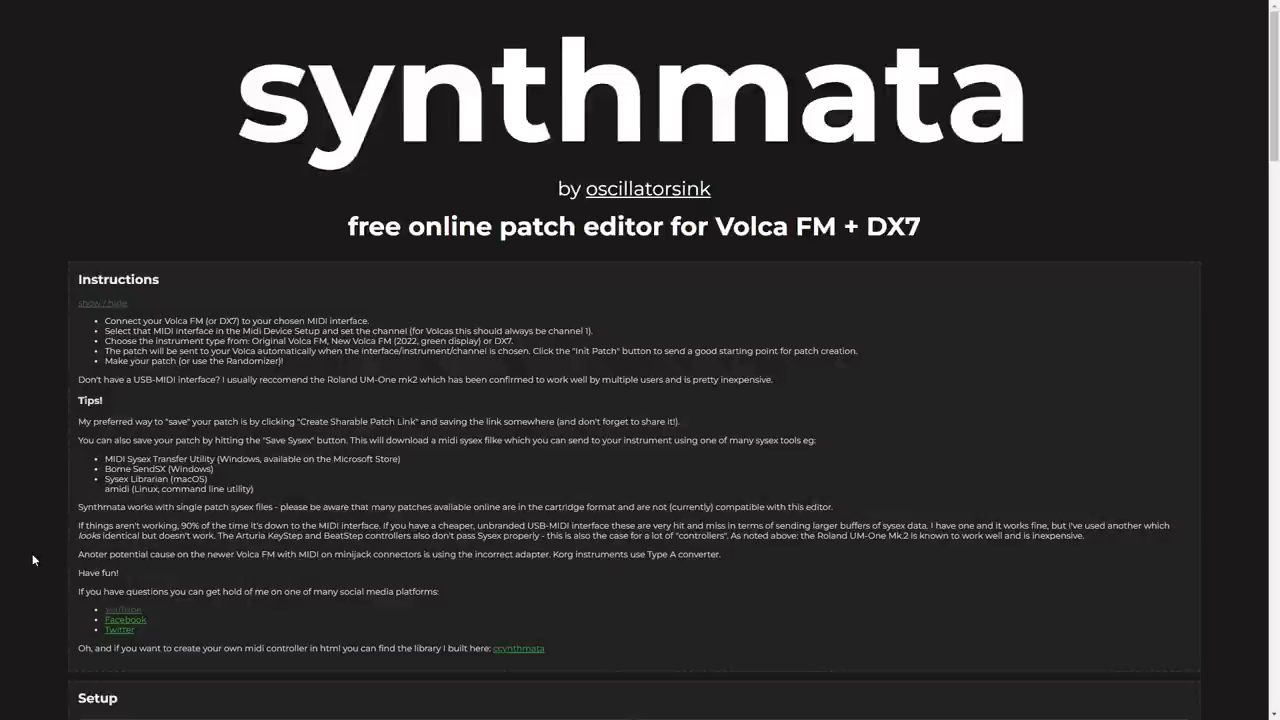 synthmata
by oscillatorsink
free online patch editor for Volca FM + DX7
Instructions
show / hide
Connect your Volca FM (or DX7) to your chosen MIDI interface.
Select that MIDI interface in the Midi Device Setup and set the channel (for Volcas this should always be channel 1).
Choose the instrument type from: Original Volca FM, New Volca FM (2022, green display) or DX7.
The patch will be sent to your Volca automatically when the interface/instrument/channel is chosen. Click the "Init Patch" button to send a good starting point for patch creation.
Make your patch (or use the Randomizer)!
Don't have a USB-MIDI interface? I usually reccomend the Roland UM-One mk2 which has been confirmed to work well by multiple users and is pretty inexpensive.
Tips!
My preferred way to "save" your patch is by clicking "Create Sharable Patch Link" and saving the link somewhere (and don't forget to share it!).
You can also save your patch by hitting the "Save Sysex" button. This will download a midi sysex filke which you can send to your instrument using one of many sysex tools eg:
MIDI Sysex Transfer Utility (Windows, available on the Microsoft Store)
Bome SendSX (Windows)
Sysex Librarian (macOS)
amidi (Linux, command line utility)
Synthmata works with single patch sysex files - please be aware that many patches available online are in the cartridge format and are not (currently) compatible with this editor.
If things aren't working, 90% of the time it's down to the MIDI interface. If you have a cheaper, unbranded USB-MIDI interface these are very hit and miss in terms of sending larger buffers of sysex data. I have one and it works fine, but I've used another which
looks identical but doesn't work. The Arturia KeyStep and BeatStep controllers also don't pass Sysex properly - this is also the case for a lot of "controllers". As noted above: the Roland UM-One Mk.2 is known to work well and is inexpensive.
Anoter potential cause on the newer Volca FM with MIDI on minijack connectors is using the incorrect adapter. Korg instruments use Type A converter.
Have fun!
If you have questions you can get hold of me on one of many social media platforms:
YouTube
Facebook
Twitter
Oh, and if you want to create your own midi controller in html you can find the library I built here: ccynthmata
Setup